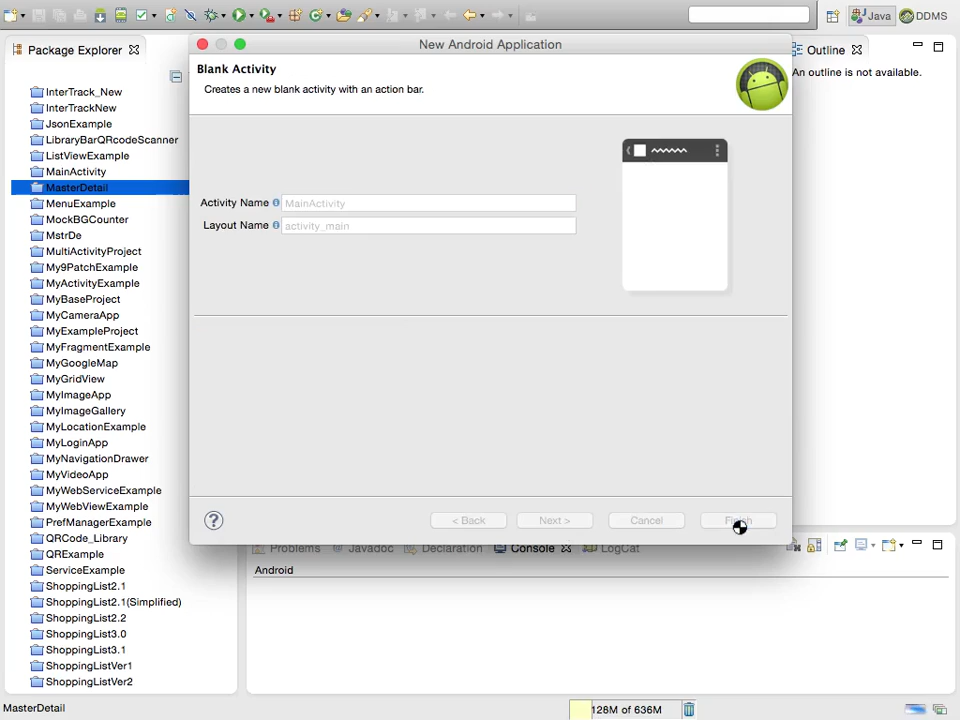 Java
DDMS
New Android Application
Package Explorer
Outline
Blank Activity
Creates a new blank activity with an action bar.
An outline is not available.
InterTrack_New
InterTrackNew
JsonExample
LibraryBarQRcodeScanner
ListViewExample
MainActivity
MasterDetail
MenuExample
MockBGCounter
MstrDe
MultiActivityProject
My9PatchExample
MyActivityExample
MyBaseProject
MyCameraApp
MyExampleProject
MyFragmentExample
MyGoogleMap
MyGridView
MyImageApp
MyImageGallery
MyLocationExample
MyLoginApp
MyNavigationDrawer
MyVideoApp
MyWebServiceExample
MyWebViewExample
PrefManagerExample
QRCode_Library
QRExample
ServiceExample
ShoppingList2.1
ShoppingList2.1(Simplified)
ShoppingList2.2
ShoppingList3.0
ShoppingList3.1
ShoppingListVer1
ShoppingListVer2
Activity Name MainActivity
Layout Name activity_main
? < Back Next > Cancel Finish
Problems @ Javadoc Declaration Console LogCat
Android
MasterDetail
128M of 636M